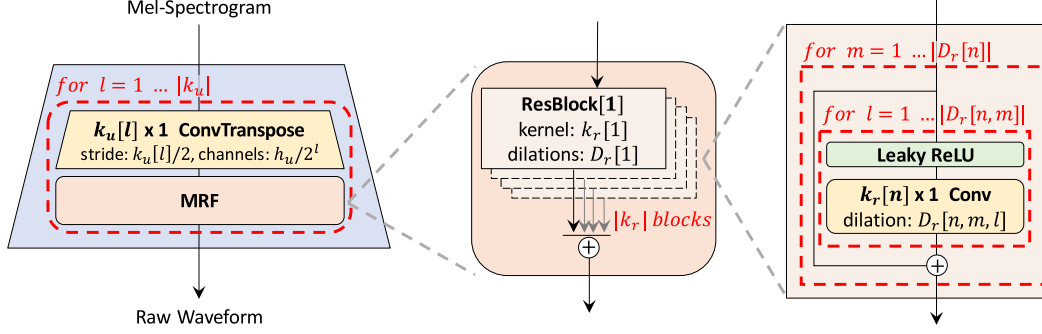 Mel-Spectrogram
for l = 1 … |k_u|
k_u[l] x 1 ConvTranspose
stride: k_u[l]/2, channels: h_u/2^l
MRF
Raw Waveform
ResBlock[1]
kernel: k_r[1]
dilations: D_r[1]
|k_r| blocks
+
for m = 1 … |D_r[n]|
for l = 1 … |D_r[n, m]|
Leaky ReLU
k_r[n] x 1 Conv
dilation: D_r[n, m, l]
+